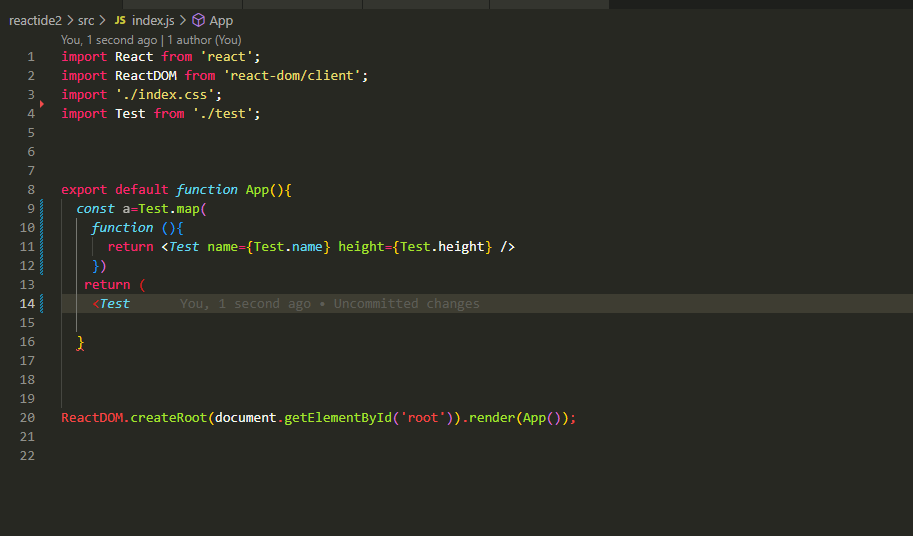 reactide2 > src > JS index.js > App
You, 1 second ago | 1 author (You)
1 import React from 'react';
2 import ReactDOM from 'react-dom/client';
3 import './index.css';
4 import Test from './test';
5
6
7
8 export default function App(){
9 const a=Test.map(
10 function (){
11 return <Test name={Test.name} height={Test.height} />
12 })
13 return (
14 <Test You, 1 second ago • Uncommitted changes
15
16 }
17
18
19
20 ReactDOM.createRoot(document.getElementById('root')).render(App());
21
22